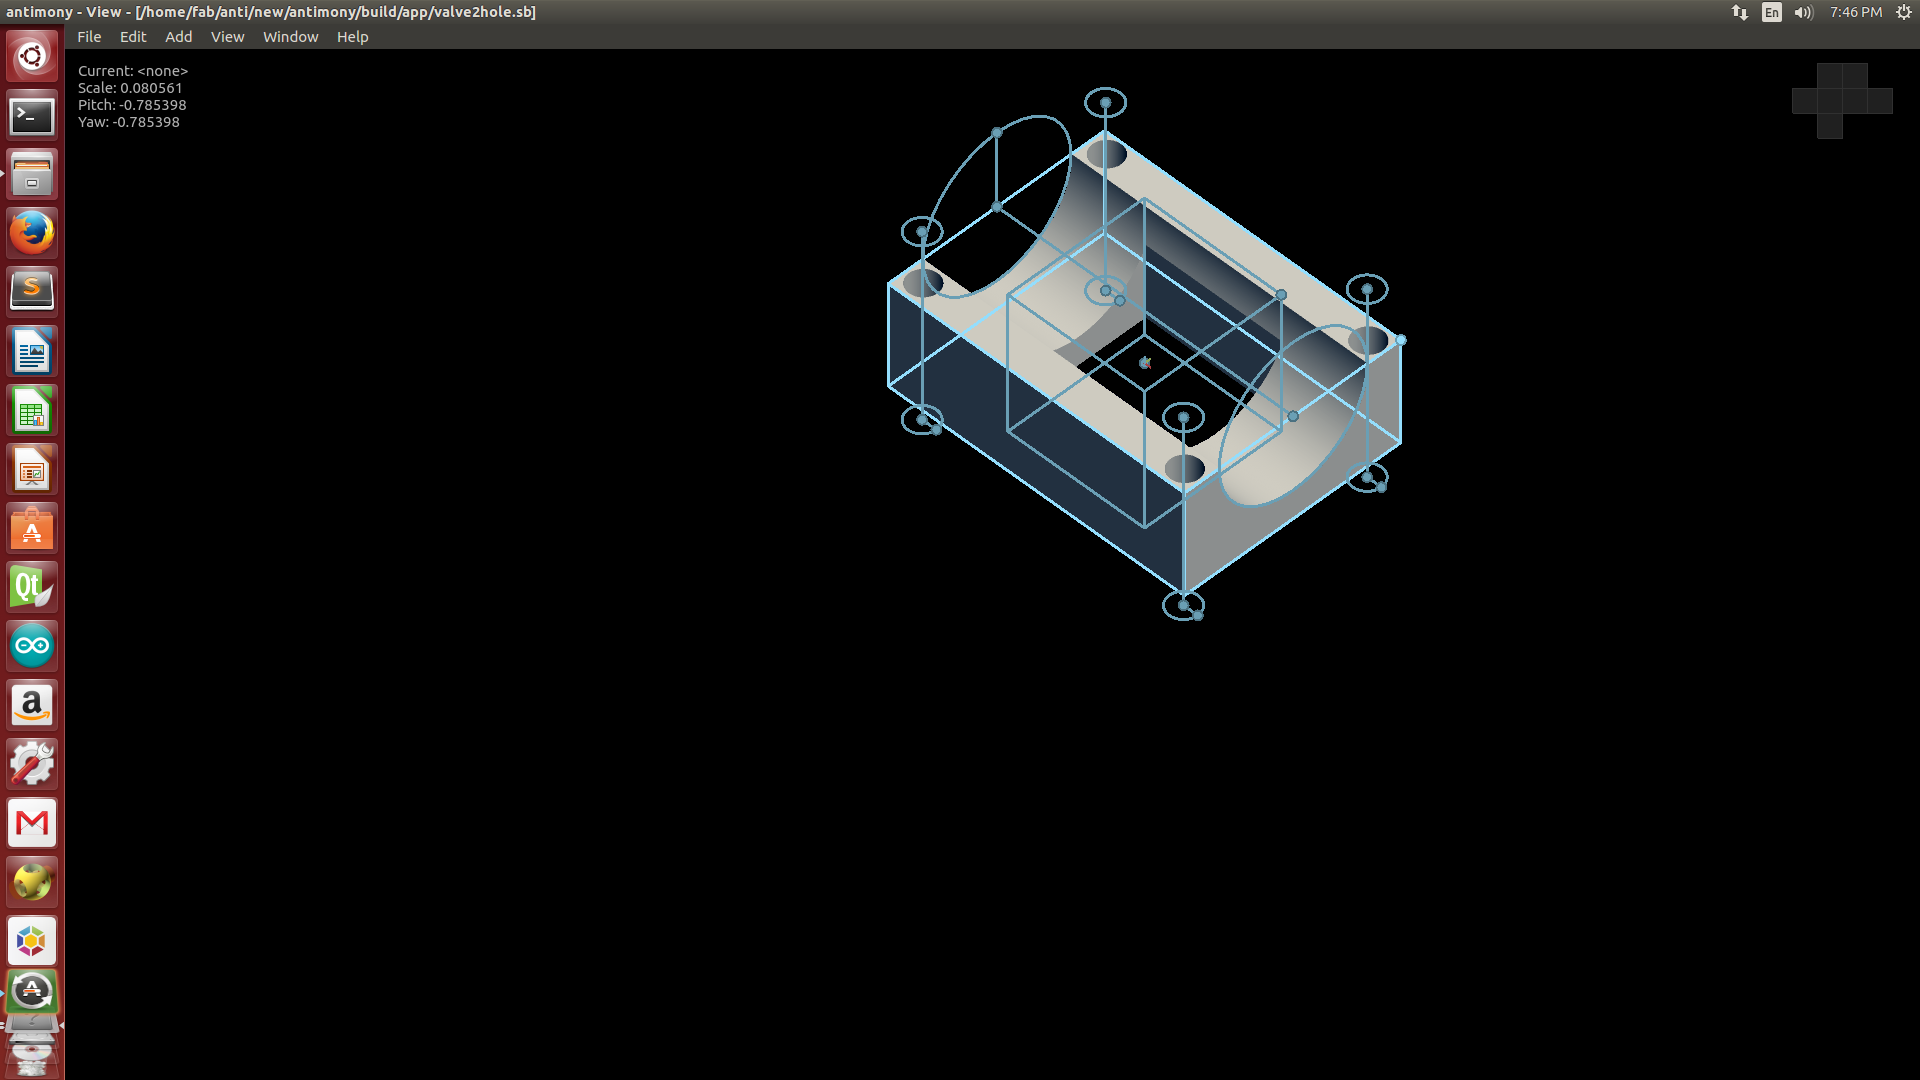 antimony - View - [/home/fab/anti/new/antimony/build/app/valve2hole.sb]
En 7:46 PM
File Edit Add View Window Help
Current: <none>
Scale: 0.080561
Pitch: -0.785398
Yaw: -0.785398
>_
S
A
Qt
a
M
A
?